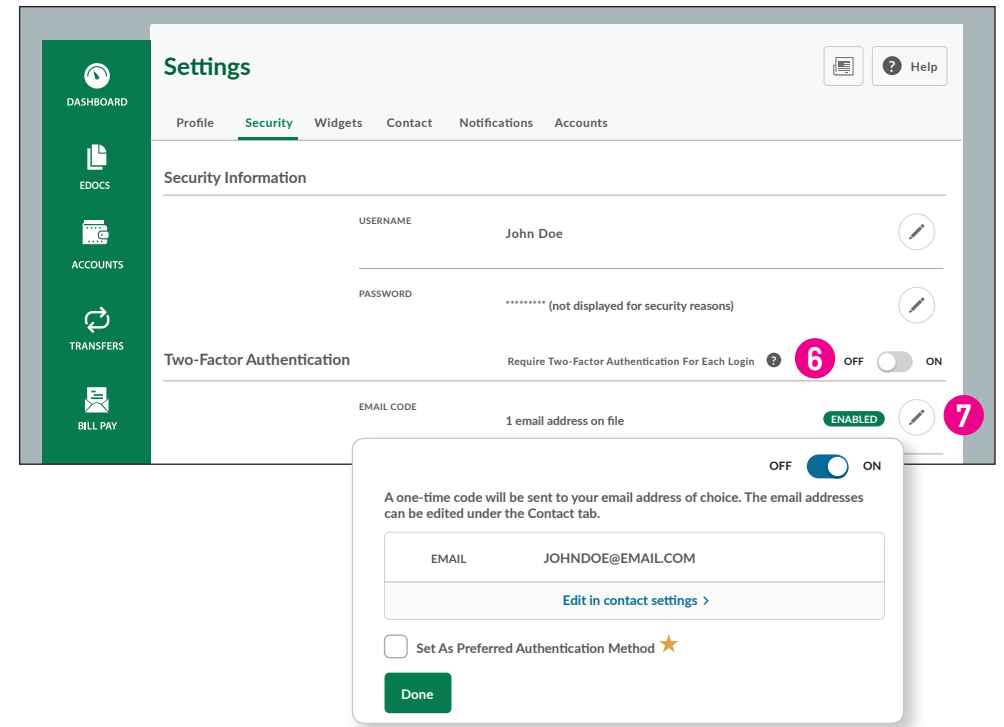 Settings
Help
DASHBOARD
Profile Security Widgets Contact Notifications Accounts
EDOCS
Security Information
USERNAME
John Doe
ACCOUNTS
PASSWORD
********* (not displayed for security reasons)
TRANSFERS
Two-Factor Authentication Require Two-Factor Authentication For Each Login ? 6 OFF ON
EMAIL CODE
1 email address on file ENABLED 7
BILL PAY
OFF ON
A one-time code will be sent to your email address of choice. The email addresses
can be edited under the Contact tab.
EMAIL JOHNDOE@EMAIL.COM
Edit in contact settings >
Set As Preferred Authentication Method
Done